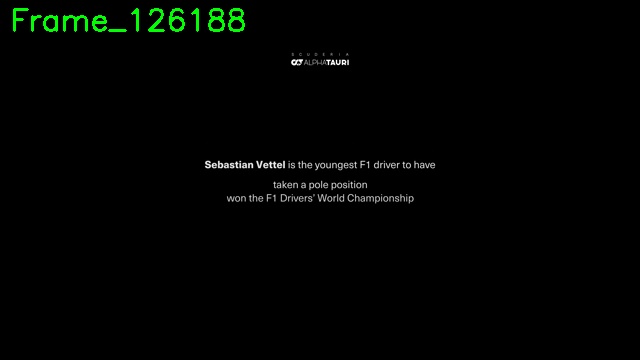 Frame_126188
SCUDERIA
ALPHATAURI
Sebastian Vettel is the youngest F1 driver to have
taken a pole position
won the F1 Drivers' World Championship